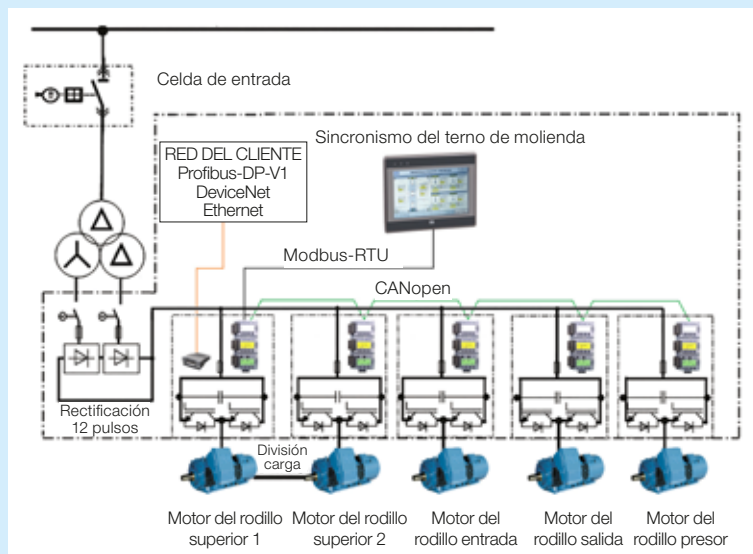 Celda de entrada
Sincronismo del terno de molienda
RED DEL CLIENTE
Profibus-DP-V1
DeviceNet
Ethernet
Modbus-RTU
CANopen
Rectificación
12 pulsos
División
carga
Motor del rodillo
superior 1
Motor del rodillo
superior 2
Motor del
rodillo entrada
Motor del
rodillo salida
Motor del
rodillo presor